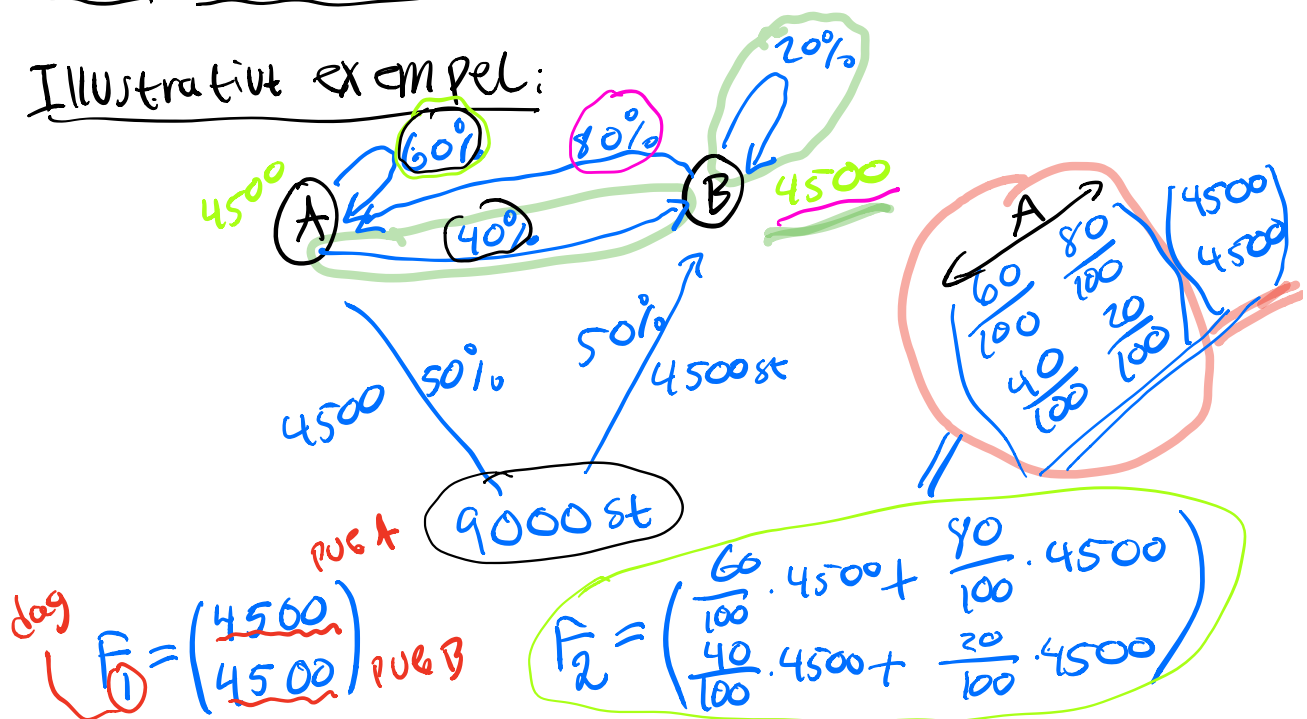 Illustrativt exempel:
20%
60%
80%
4500
A
B
4500
40%
A
60/100 80/100
40/100 20/100
4500
4500
50%
50%
4500
4500 st
9000 st
dag
PUB A
F1 = (4500
4500)
PUB B
=
F2 = (60/100 · 4500 + 80/100 · 4500
40/100 · 4500 + 20/100 · 4500)